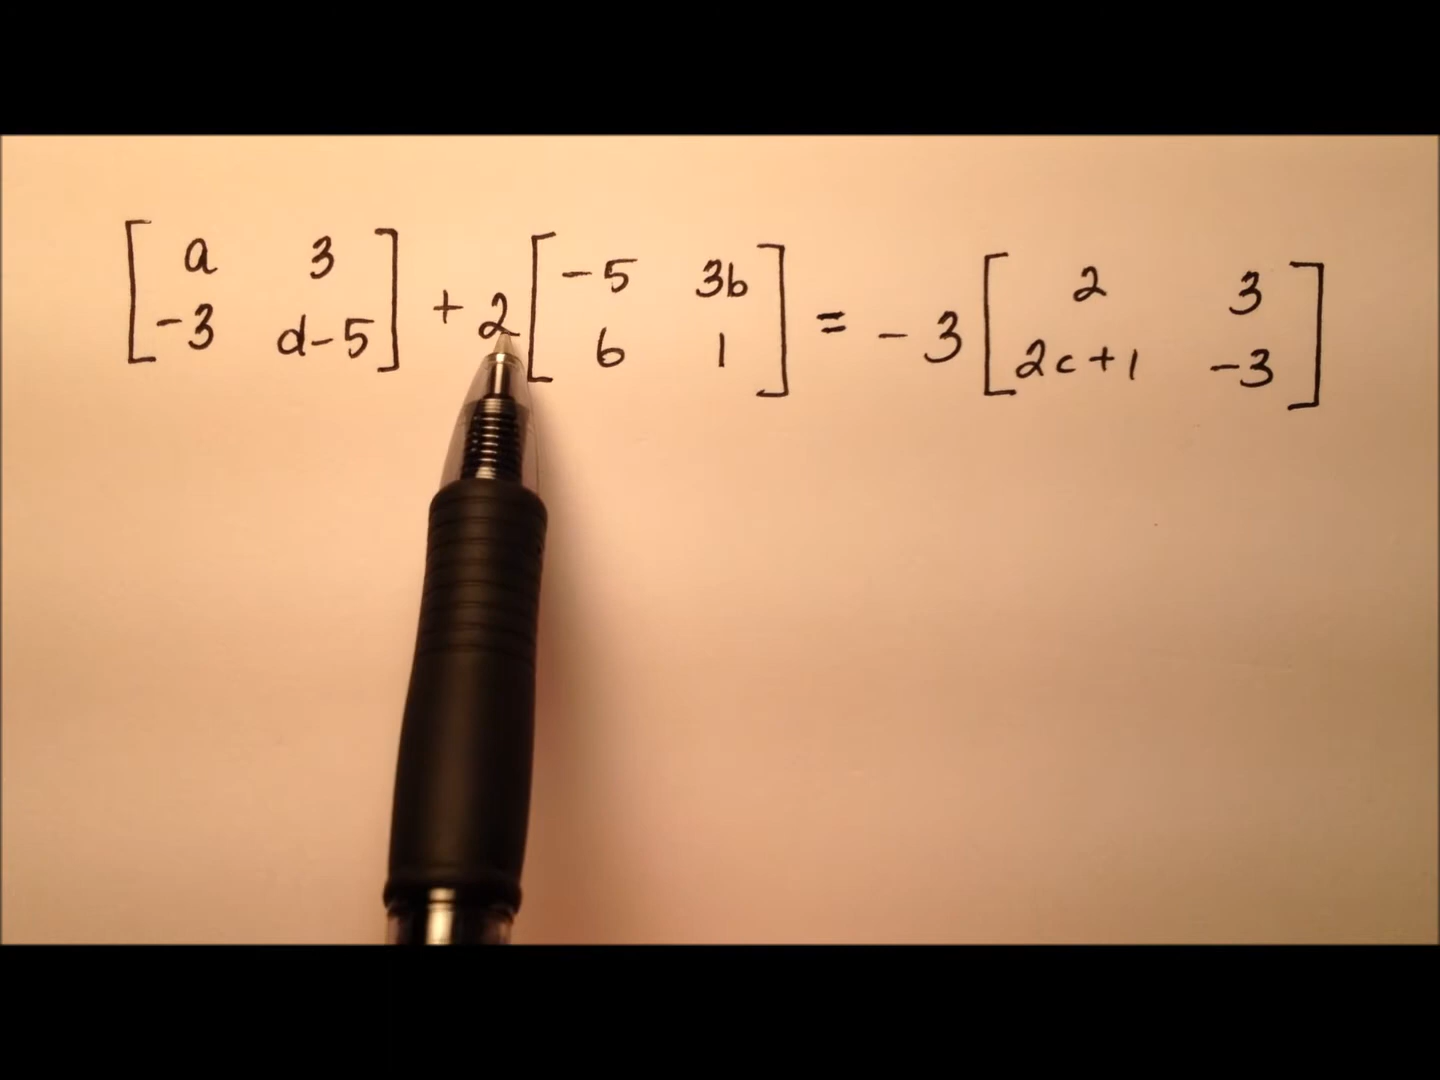 [ a 3 ] + 2 [ -5 3b ] = -3 [ 2 3 ]
[ -3 d-5 ] [ 6 1 ] [ 2c+1 -3 ]